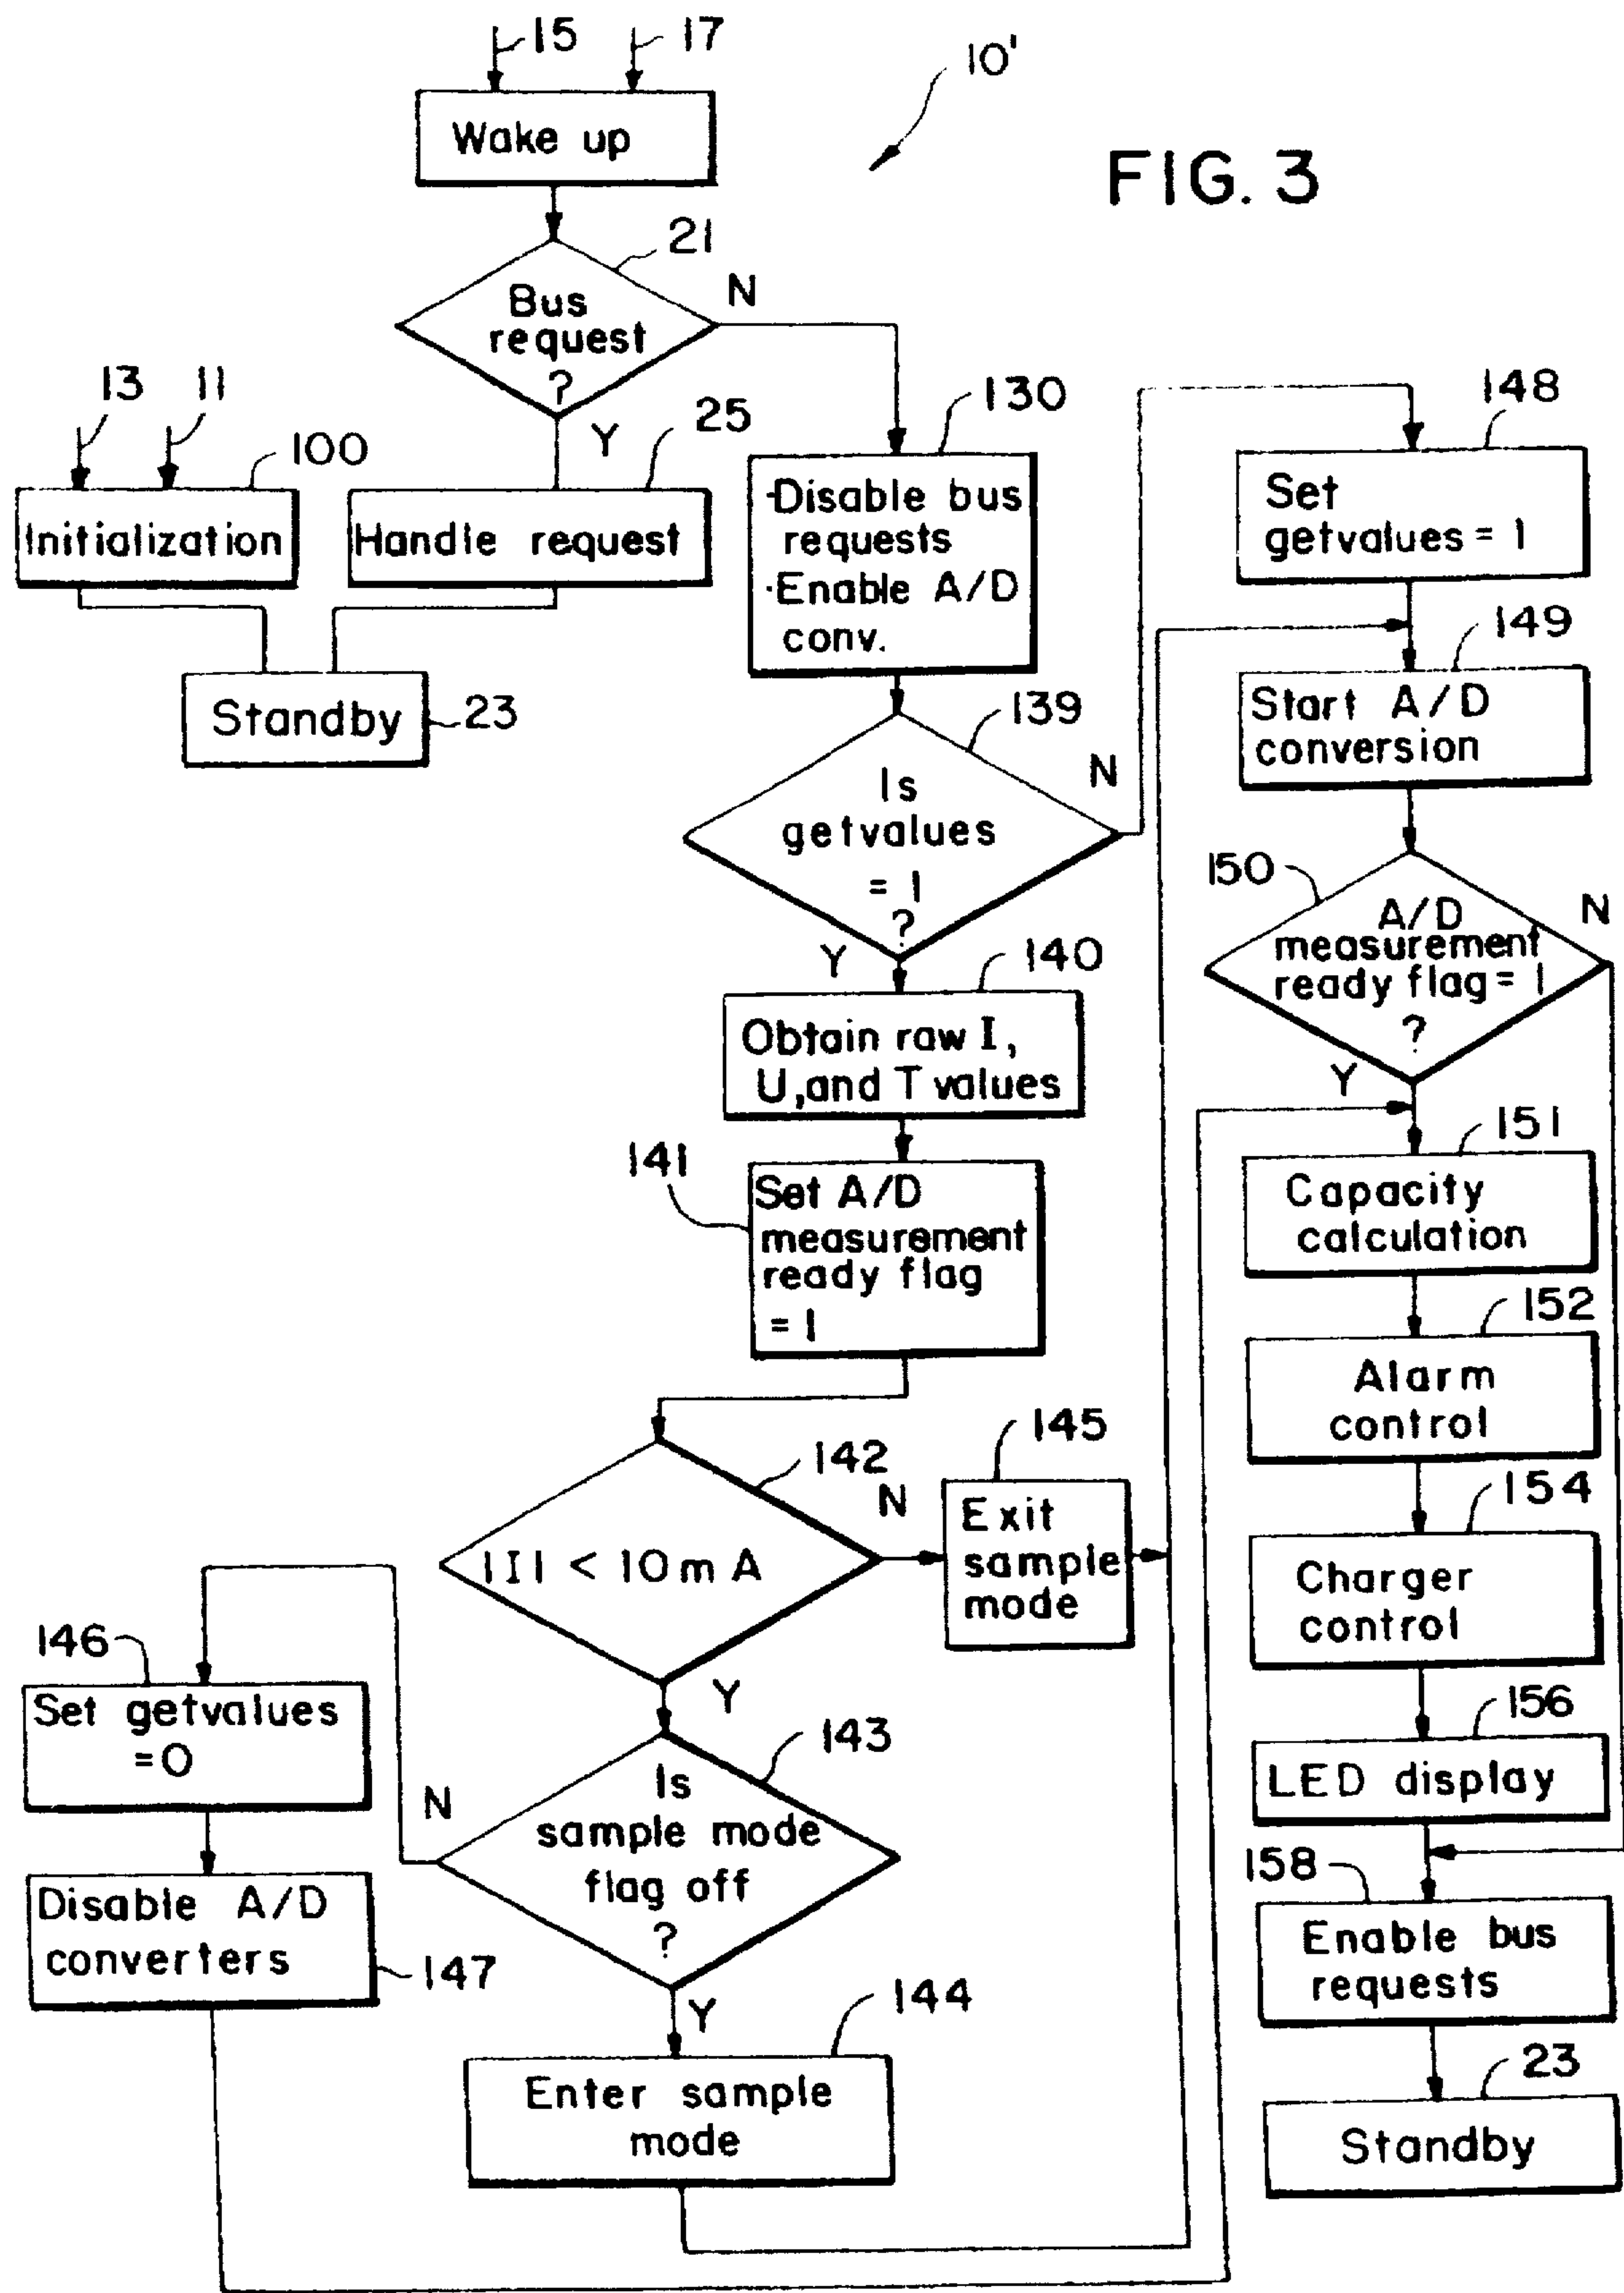 15
17
10'
Wake up
FIG. 3
21
N
Bus
request
?
Y
13
11
100
Initialization
25
Handle request
Standby
23
130
·Disable bus
requests
·Enable A/D
conv.
139
N
Is
getvalues
= 1
?
Y
140
Obtain raw I,
U, and T values
141
Set A/D
measurement
ready flag
= 1
142
N
|I| < 10 m A
Y
145
Exit
sample
mode
143
Is
sample mode
flag off
?
N
Y
146
Set getvalues
= 0
Disable A/D
converters
147
144
Enter sample
mode
148
Set
getvalues = 1
149
Start A/D
conversion
150
N
A/D
measurement
ready flag = 1
?
Y
151
Capacity
calculation
152
Alarm
control
154
Charger
control
156
LED display
158
Enable bus
requests
23
Standby